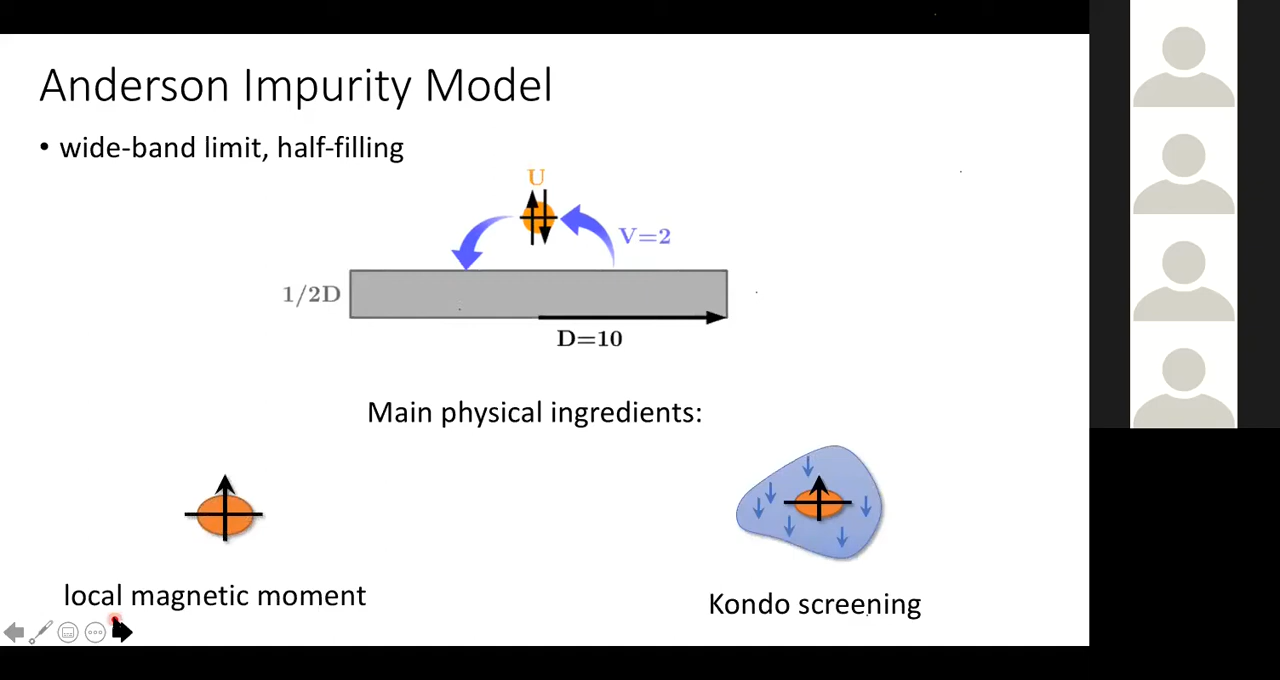 Anderson Impurity Model
• wide-band limit, half-filling
U
V=2
1/2D
D=10
Main physical ingredients:
local magnetic moment
Kondo screening